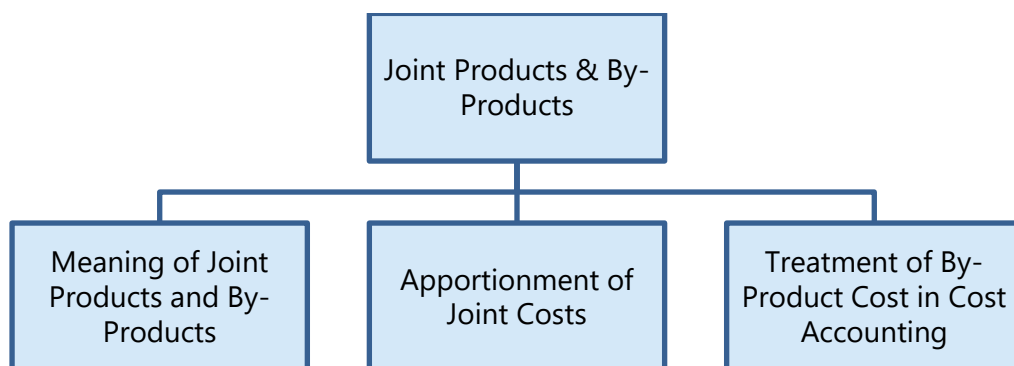 Joint Products & By-
Products
Meaning of Joint
Products and By-
Products
Apportionment of
Joint Costs
Treatment of By-
Product Cost in Cost
Accounting